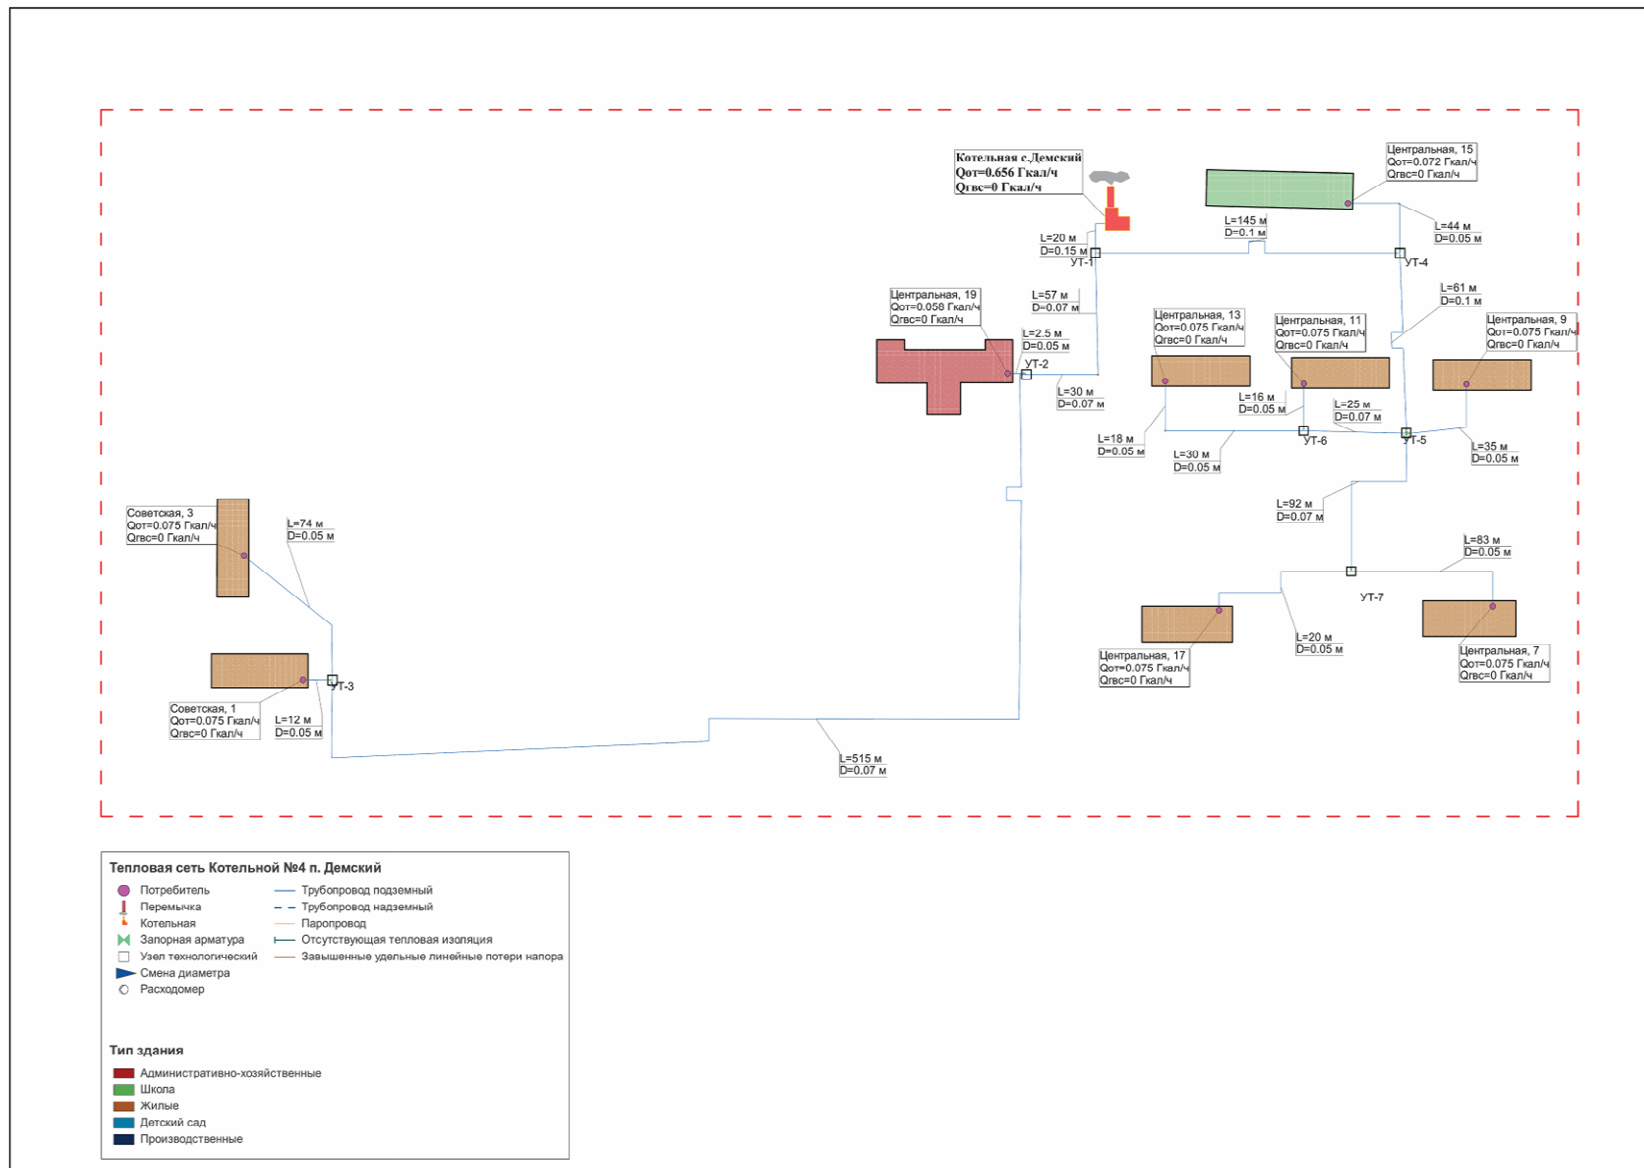 Котельная с.Демский
Qот=0.656 Гкал/ч
Qгвс=0 Гкал/ч
Центральная, 15
Qот=0.072 Гкал/ч
Qгвс=0 Гкал/ч
L=145 м
D=0.1 м
L=44 м
D=0.05 м
L=20 м
D=0.15 м
УТ-1
УТ-4
Центральная, 19
Qот=0.058 Гкал/ч
Qгвс=0 Гкал/ч
L=57 м
D=0.07 м
L=61 м
D=0.1 м
Центральная, 13
Qот=0.075 Гкал/ч
Qгвс=0 Гкал/ч
Центральная, 11
Qот=0.075 Гкал/ч
Qгвс=0 Гкал/ч
Центральная, 9
Qот=0.075 Гкал/ч
Qгвс=0 Гкал/ч
L=2.5 м
D=0.05 м
УТ-2
L=30 м
D=0.07 м
L=16 м
D=0.05 м
L=25 м
D=0.07 м
L=18 м
D=0.05 м
L=30 м
D=0.05 м
УТ-6
УТ-5
L=35 м
D=0.05 м
L=92 м
D=0.07 м
Советская, 3
Qот=0.075 Гкал/ч
Qгвс=0 Гкал/ч
L=74 м
D=0.05 м
L=83 м
D=0.05 м
УТ-7
L=20 м
D=0.05 м
Центральная, 17
Qот=0.075 Гкал/ч
Qгвс=0 Гкал/ч
Центральная, 7
Qот=0.075 Гкал/ч
Qгвс=0 Гкал/ч
УТ-3
Советская, 1
Qот=0.075 Гкал/ч
Qгвс=0 Гкал/ч
L=12 м
D=0.05 м
L=515 м
D=0.07 м
Тепловая сеть Котельной №4 п. Демский
Потребитель
Перемычка
Котельная
Запорная арматура
Узел технологический
Смена диаметра
Расходомер
Трубопровод подземный
Трубопровод надземный
Паропровод
Отсутствующая тепловая изоляция
Завышенные удельные линейные потери напора
Тип здания
Административно-хозяйственные
Школа
Жилые
Детский сад
Производственные